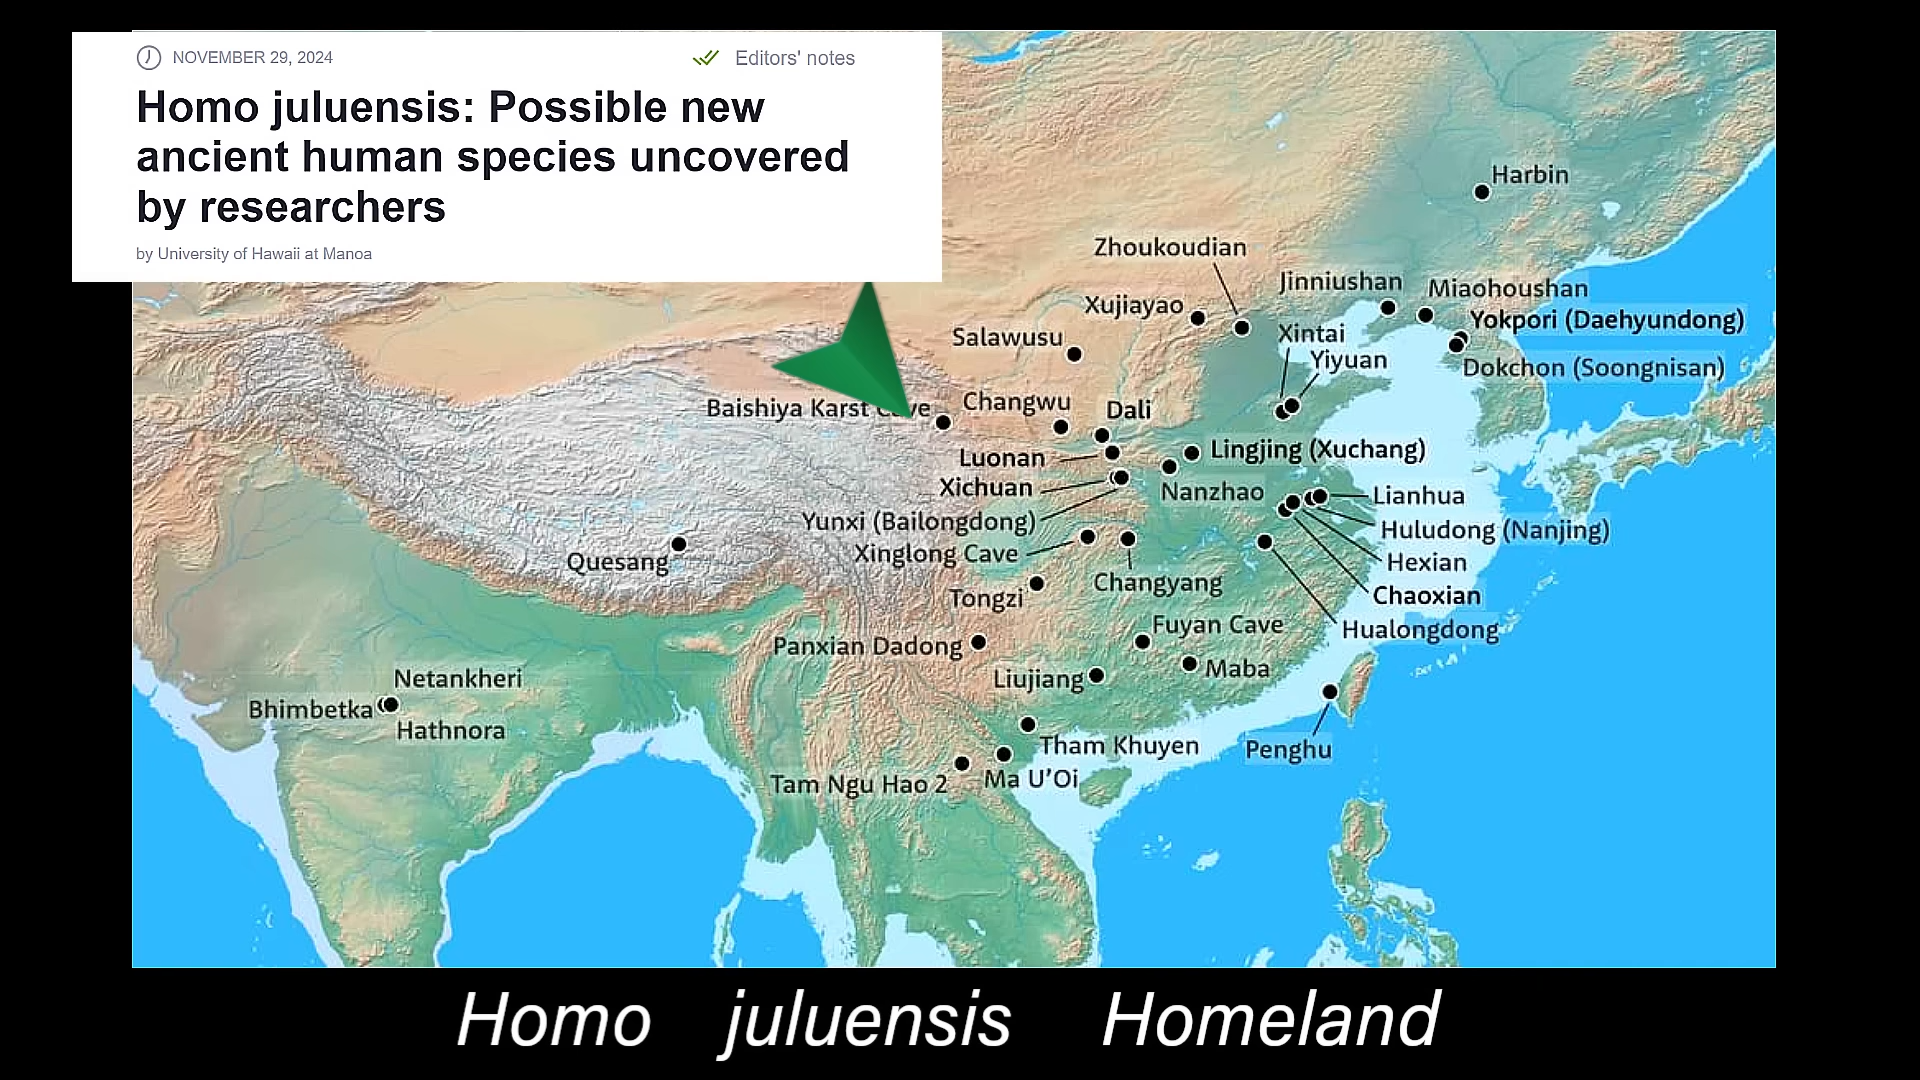 NOVEMBER 29, 2024
Editors' notes
Homo juluensis: Possible new
ancient human species uncovered
by researchers
by University of Hawaii at Manoa
Harbin
Zhoukoudian
Jinniushan
Miaohoushan
Xujiayao
Yokpori (Daehyundong)
Salawusu
Xintai
Yiyuan
Dokchon (Soongnisan)
Baishiya Karst Cave
Changwu
Dali
Luonan
Lingjing (Xuchang)
Xichuan
Nanzhao
Lianhua
Yunxi (Bailongdong)
Huludong (Nanjing)
Xinglong Cave
Quesang
Hexian
Changyang
Tongzi
Chaoxian
Fuyan Cave
Hualongdong
Panxian Dadong
Maba
Liujiang
Netankheri
Bhimbetka
Hathnora
Tham Khuyen
Penghu
Ma U'Oi
Tam Ngu Hao 2
Homo juluensis Homeland